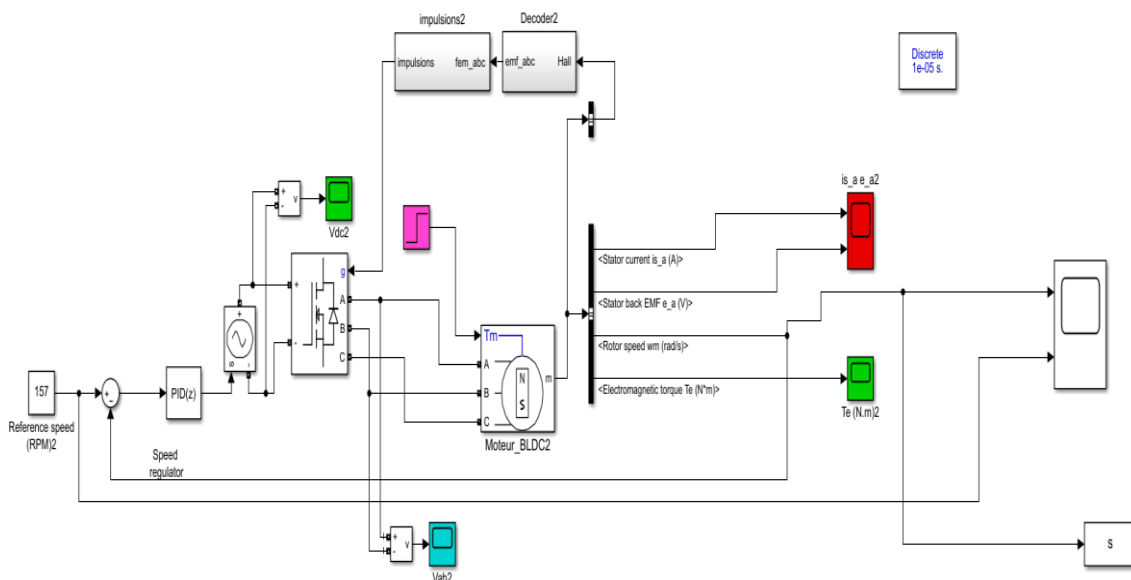 impulsions2
Decoder2
impulsions
fem_abc
emf_abc
Hall
Discrete
1e-05 s.
is_a e_a2
+
-
v
Vdc2
g
+
-
A
B
C
<Stator current is_a (A)>
<Stator back EMF e_a (V)>
<Rotor speed wm (rad/s)>
<Electromagnetic torque Te (N*m)>
Te (N.m)2
Tm
A
B
C
N
S
m
Moteur_BLDC2
+
s
-
157
+
-
PID(z)
Reference speed
(RPM)2
Speed
regulator
+
-
v
Vab2
S